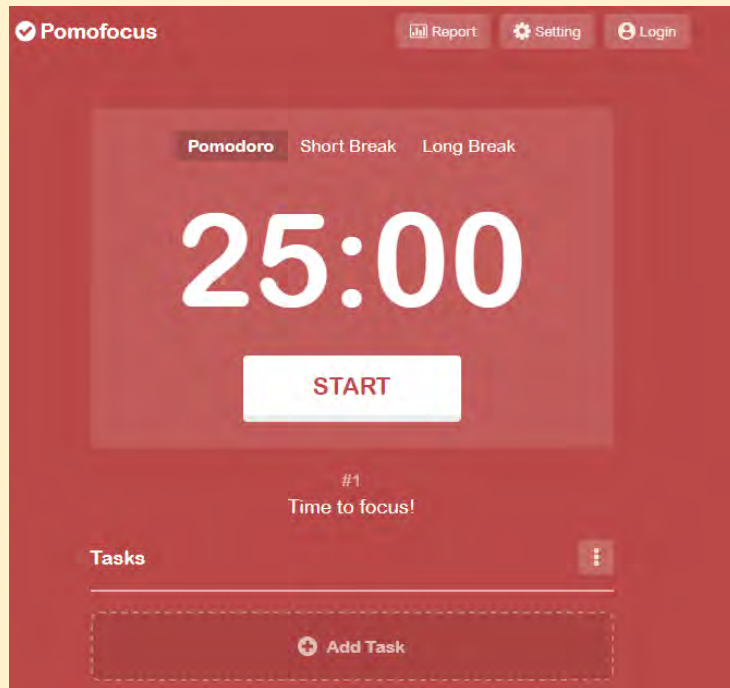 Pomofocus Report Setting Login
Pomodoro Short Break Long Break
25:00
START
#1
Time to focus!
Tasks
Add Task